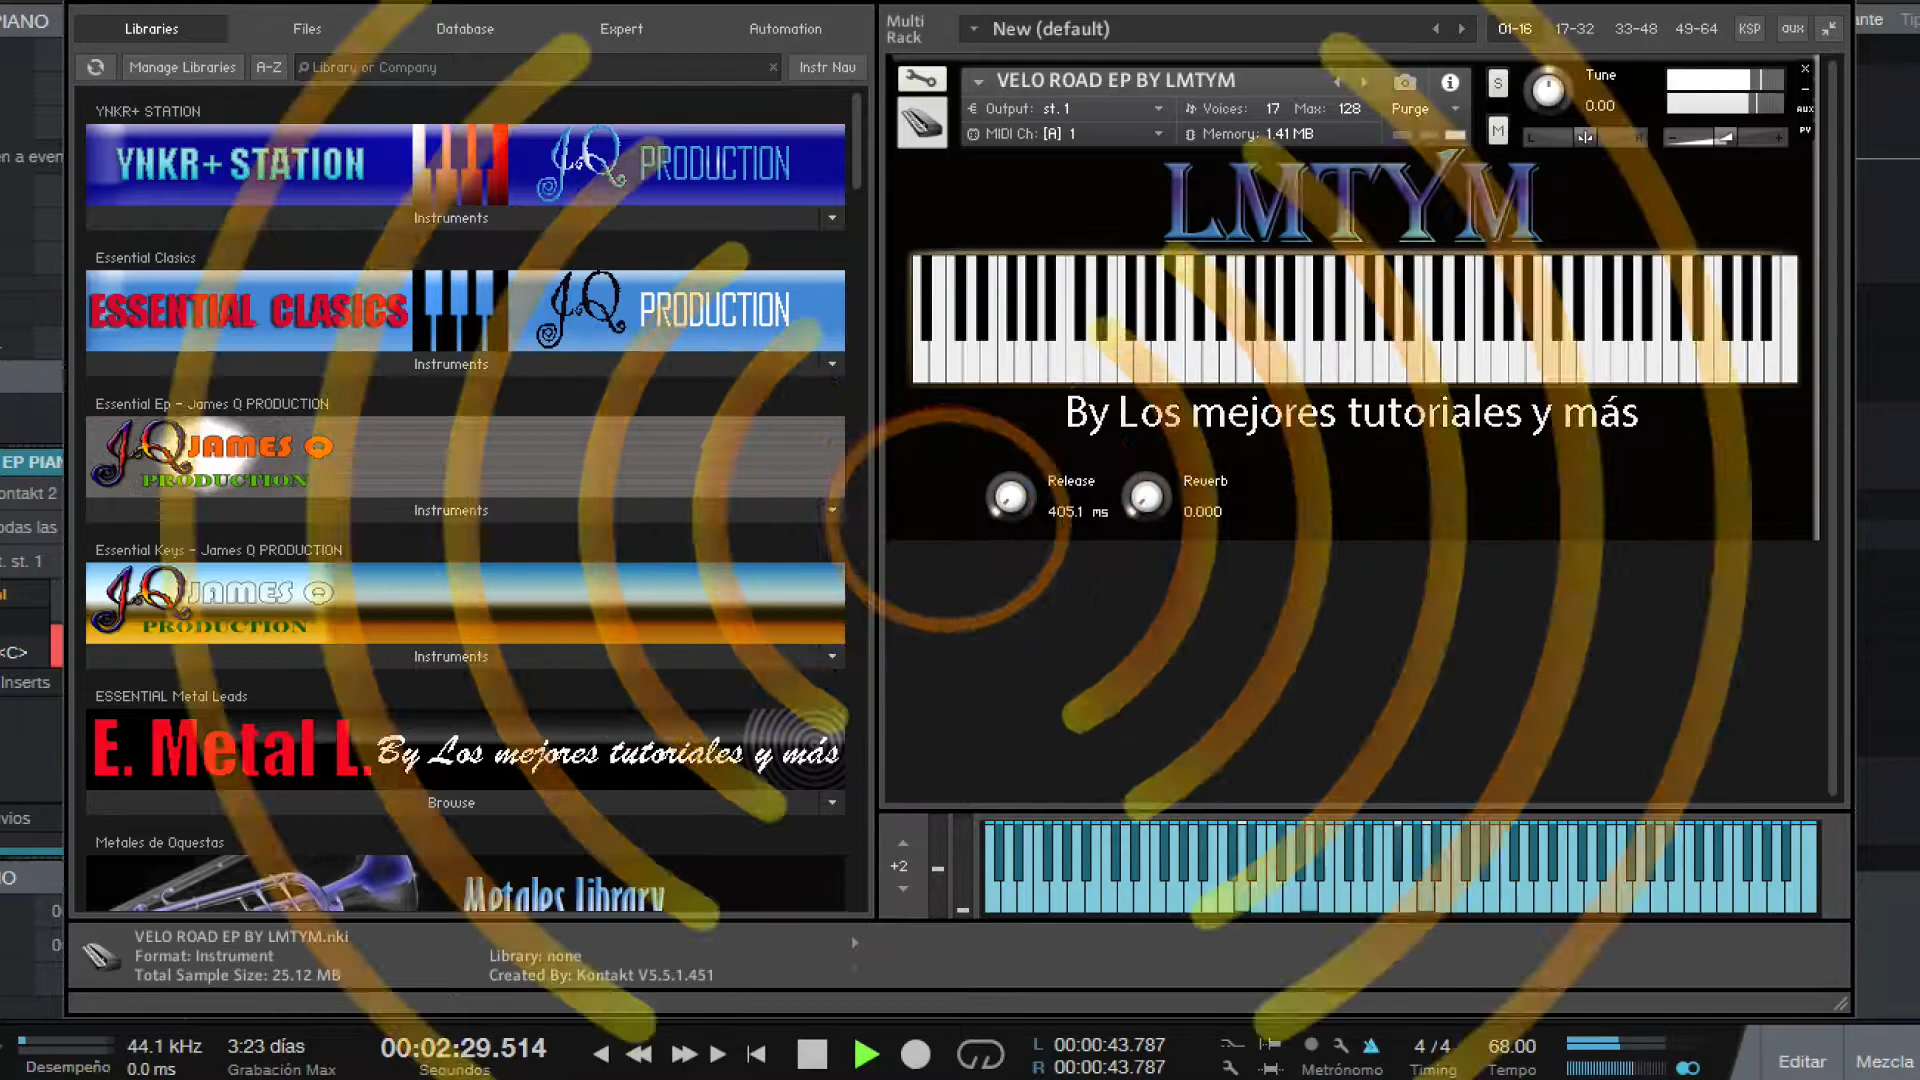 PIANO
Libraries
Files
Database
Expert
Automation
Multi
Rack
New (default)
01-16
17-32
33-48
49-64
KSP
AUX
ante
Manage Libraries
A-Z
Library or Company
Instr Nav
YNKR+ STATION
YNKR+ STATION
JQ PRODUCTION
Instruments
Essential Clasics
ESSENTIAL CLASICS
JQ PRODUCTION
Instruments
Essential Ep - James Q PRODUCTION
JQ JAMES Q
PRODUCTION
Instruments
Essential Keys - James Q PRODUCTION
JQ JAMES Q
PRODUCTION
Instruments
ESSENTIAL Metal Leads
E. Metal L. By Los mejores tutoriales y más
Browse
Metales de Oquestas
Metales library
VELO ROAD EP BY LMTYM
Output: st. 1
Voices: 17 Max: 128
Purge
MIDI Ch: [A] 1
Memory: 1.41 MB
S
M
Tune
0.00
L
R
AUX
PV
LMTYM
By Los mejores tutoriales y más
Release
405.1 ms
Reverb
0.000
en a even
EP PIAN
ontakt 2
odas las
t. st. 1
<C>
Inserts
vios
+2
VELO ROAD EP BY LMTYM.nki
Format: Instrument
Total Sample Size: 25.12 MB
Library: none
Created By: Kontakt V5.5.1.451
Desempeño
44.1 kHz
0.0 ms
3:23 días
Grabación Max
00:02:29.514
Segundos
L 00:00:43.787
R 00:00:43.787
Metrónomo
4 / 4
Timing
68.00
Tempo
Editar
Mezcla